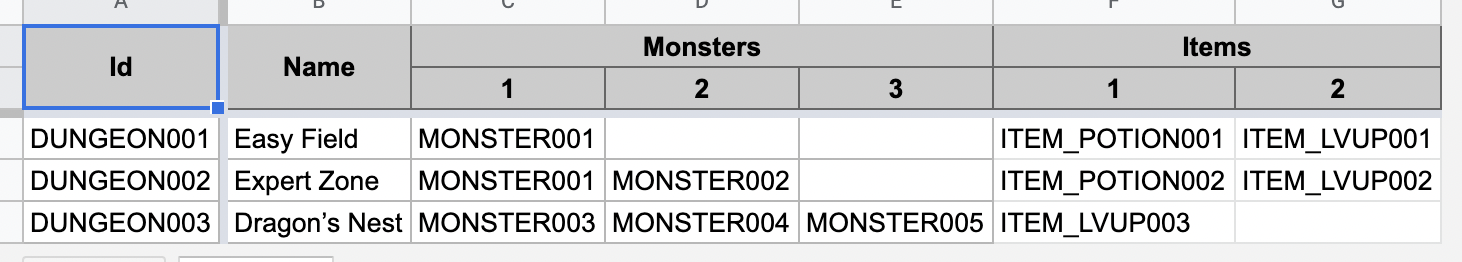 A B C D E F G
Id Name Monsters Items
1 2 3 1 2
DUNGEON001 Easy Field MONSTER001 ITEM_POTION001 ITEM_LVUP001
DUNGEON002 Expert Zone MONSTER001 MONSTER002 ITEM_POTION002 ITEM_LVUP002
DUNGEON003 Dragon’s Nest MONSTER003 MONSTER004 MONSTER005 ITEM_LVUP003